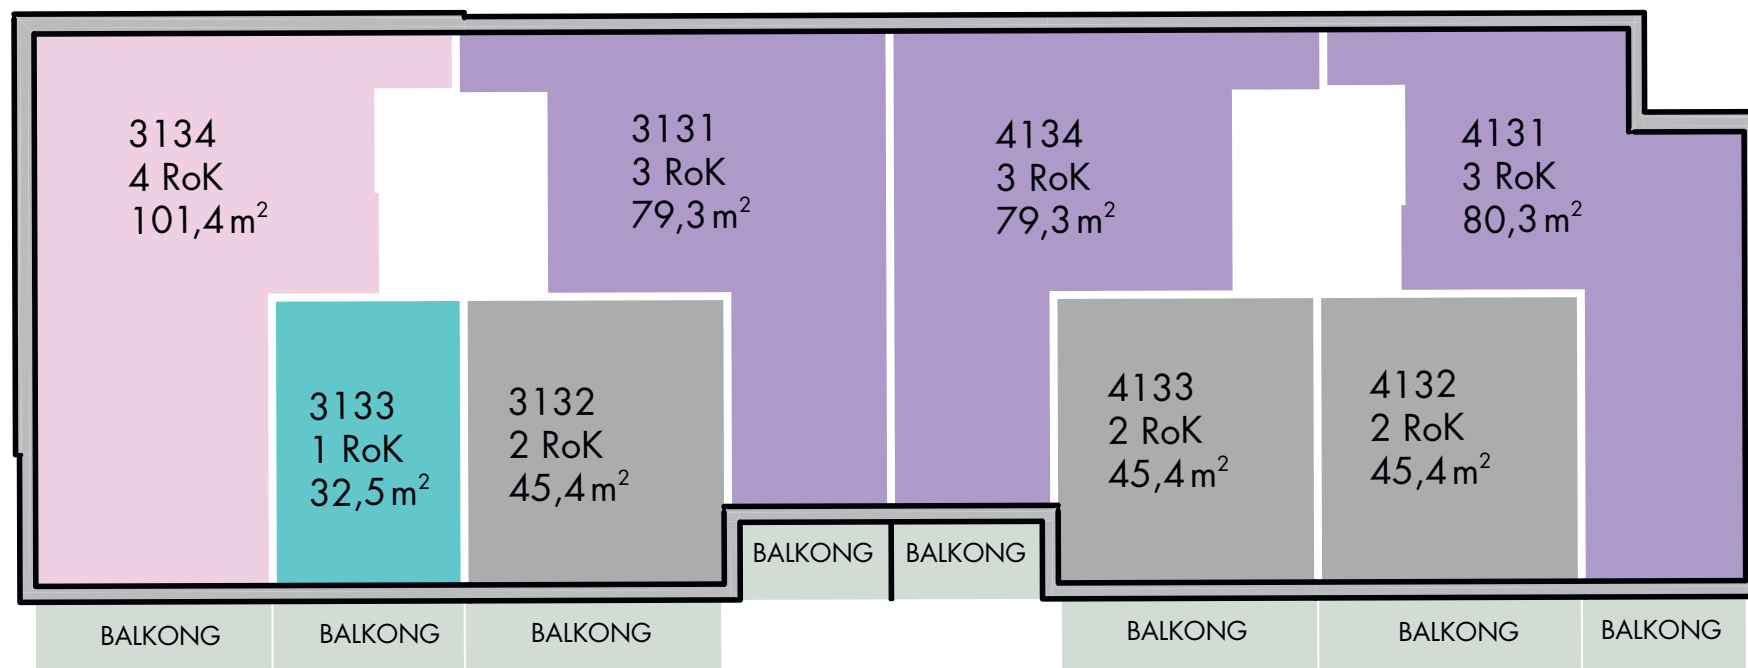 3134
4 RoK
101,4 m²
3131
3 RoK
79,3 m²
4134
3 RoK
79,3 m²
4131
3 RoK
80,3 m²
3133
1 RoK
32,5 m²
3132
2 RoK
45,4 m²
4133
2 RoK
45,4 m²
4132
2 RoK
45,4 m²
BALKONG
BALKONG
BALKONG
BALKONG
BALKONG
BALKONG
BALKONG
BALKONG